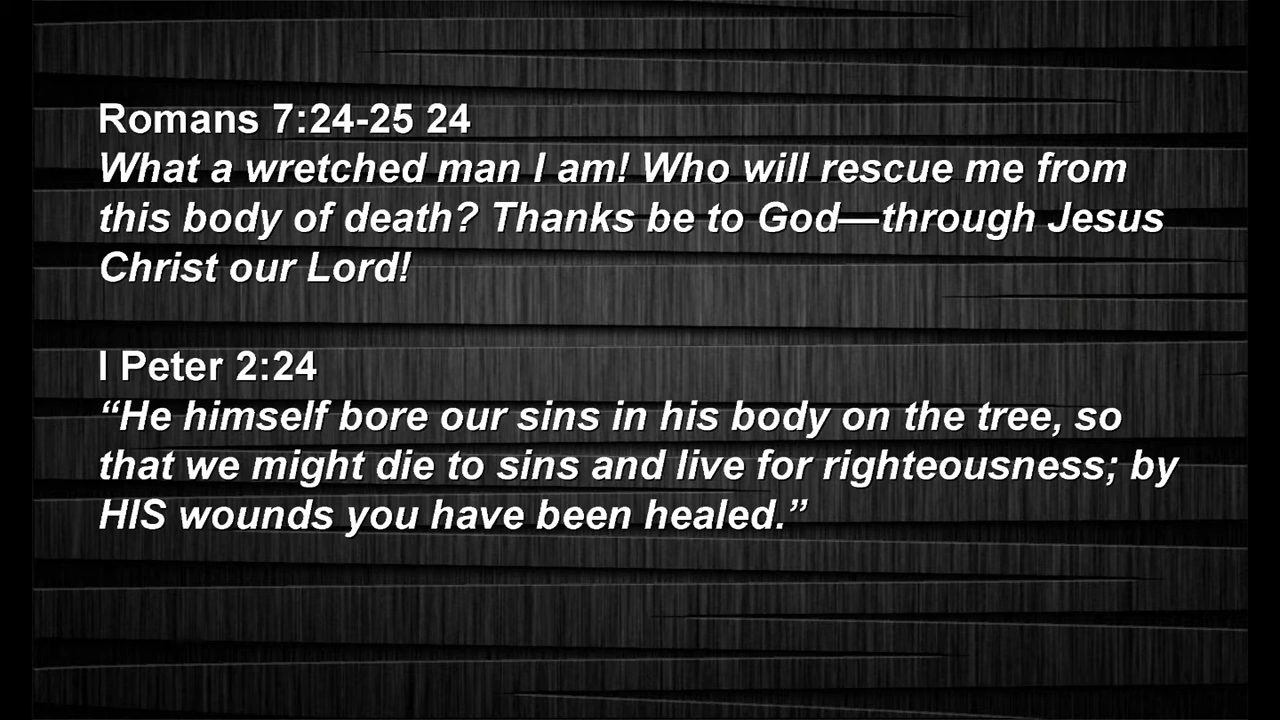 Romans 7:24-25 24
What a wretched man I am! Who will rescue me from
this body of death? Thanks be to God—through Jesus
Christ our Lord!
I Peter 2:24
“He himself bore our sins in his body on the tree, so
that we might die to sins and live for righteousness; by
HIS wounds you have been healed.”